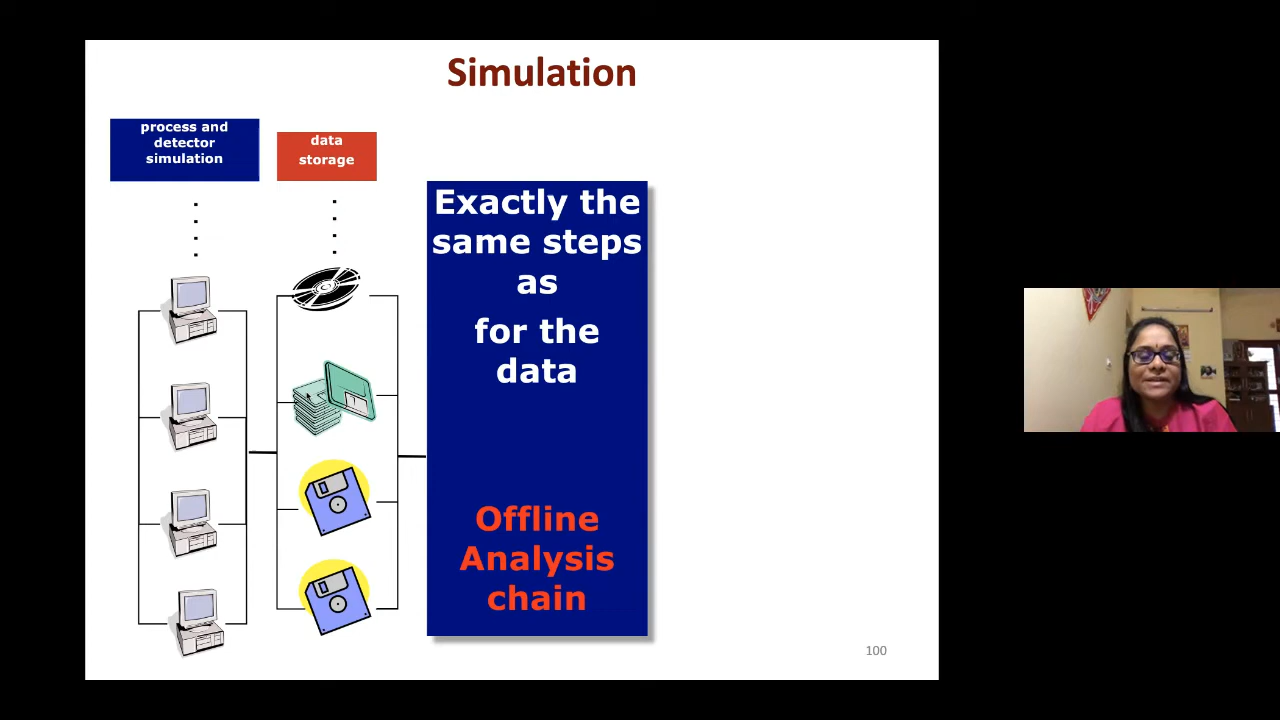 Simulation
process and
detector
simulation
data
storage
Exactly the
same steps
as
for the
data
Offline
Analysis
chain
100